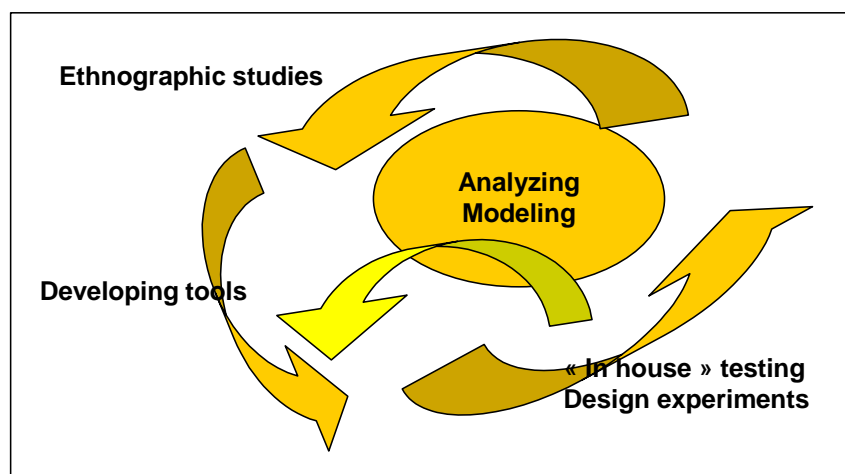 Ethnographic studies
Analyzing
Modeling
Developing tools
« In house » testing
Design experiments